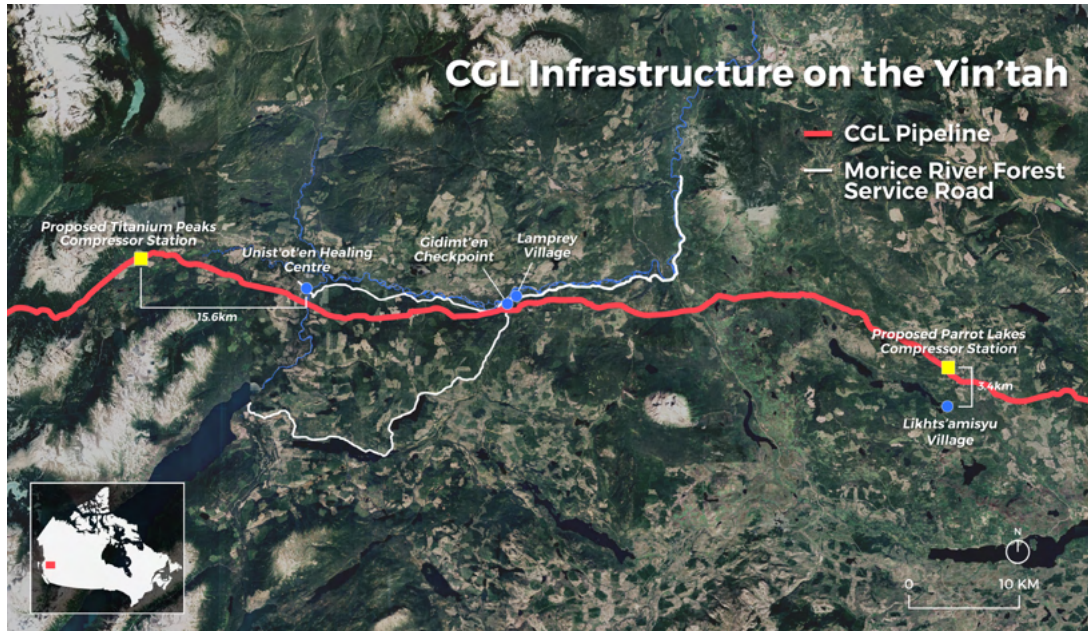 CGL Infrastructure on the Yin'tah
CGL Pipeline
Morice River Forest
Service Road
Proposed Titanium Peaks
Compressor Station
Unist'ot'en Healing
Centre
Gidimt'en
Checkpoint
Lamprey
Village
15.6km
Proposed Parrot Lakes
Compressor Station
3.4km
Likhts'amisyu
Village
N
0 10 KM